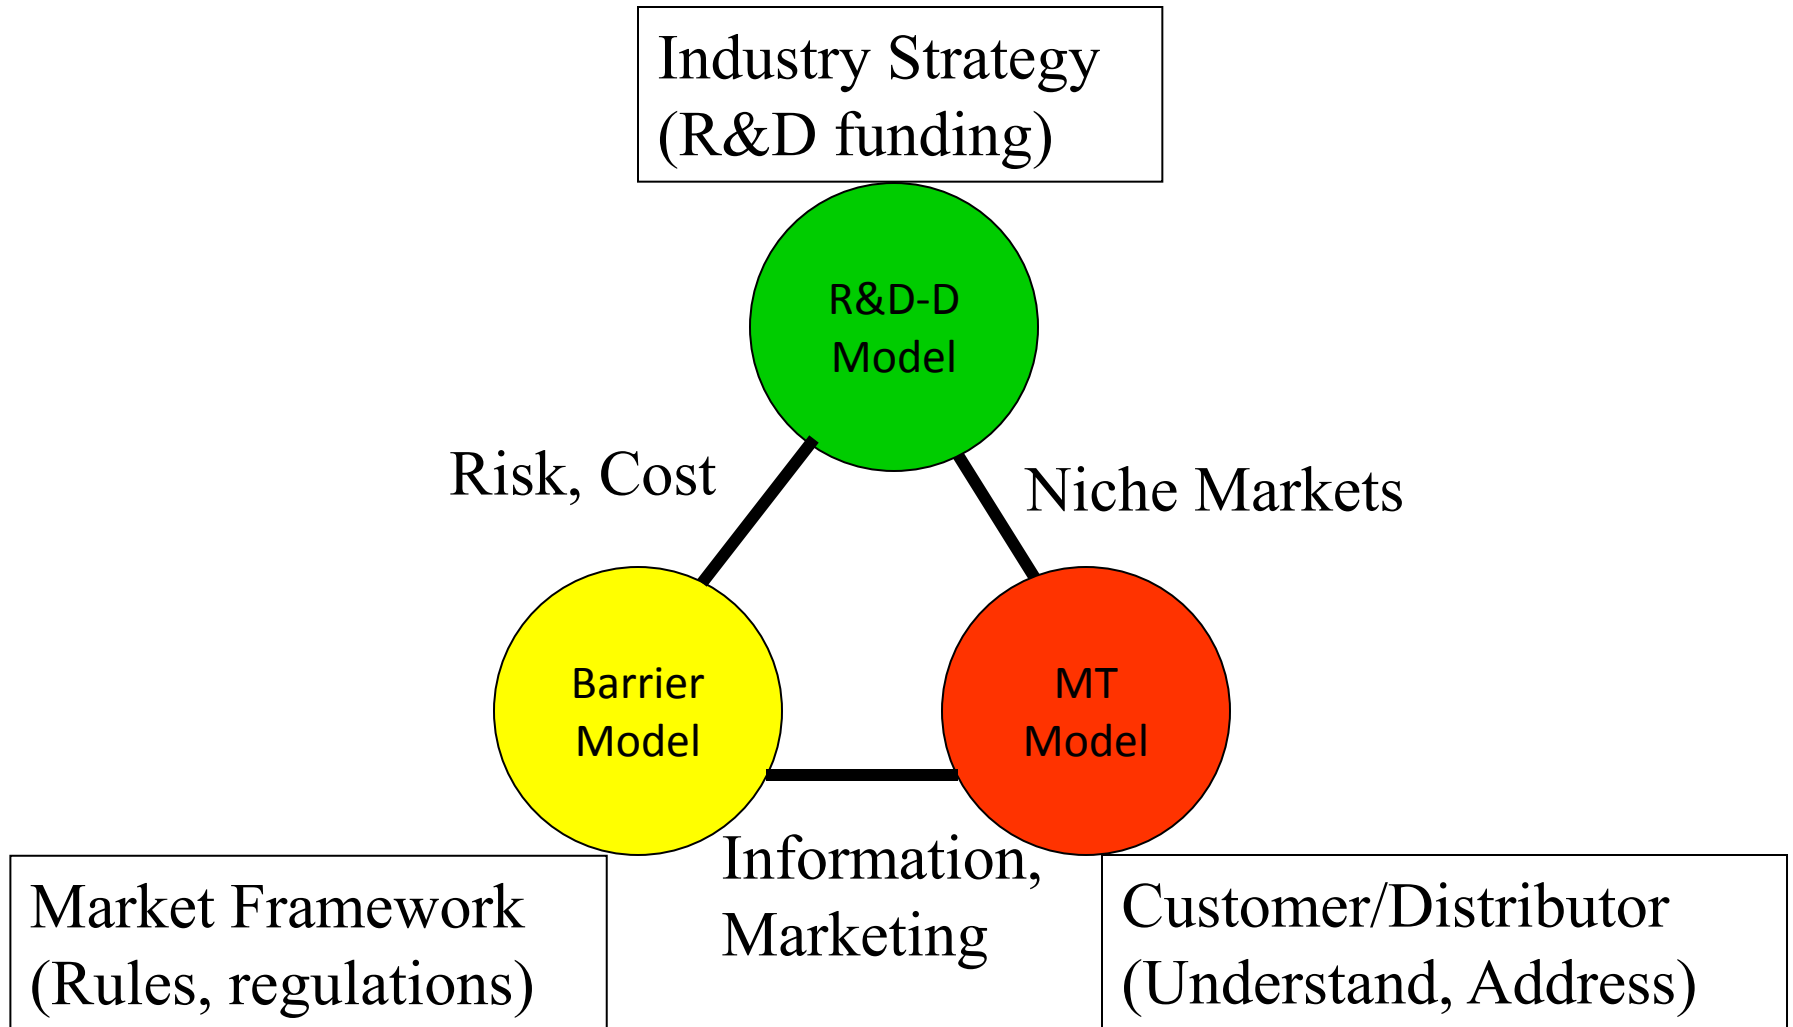 Industry Strategy
(R&D funding)
R&D-D
Model
Risk, Cost
Niche Markets
Barrier
Model
MT
Model
Information,
Marketing
Market Framework
(Rules, regulations)
Customer/Distributor
(Understand, Address)